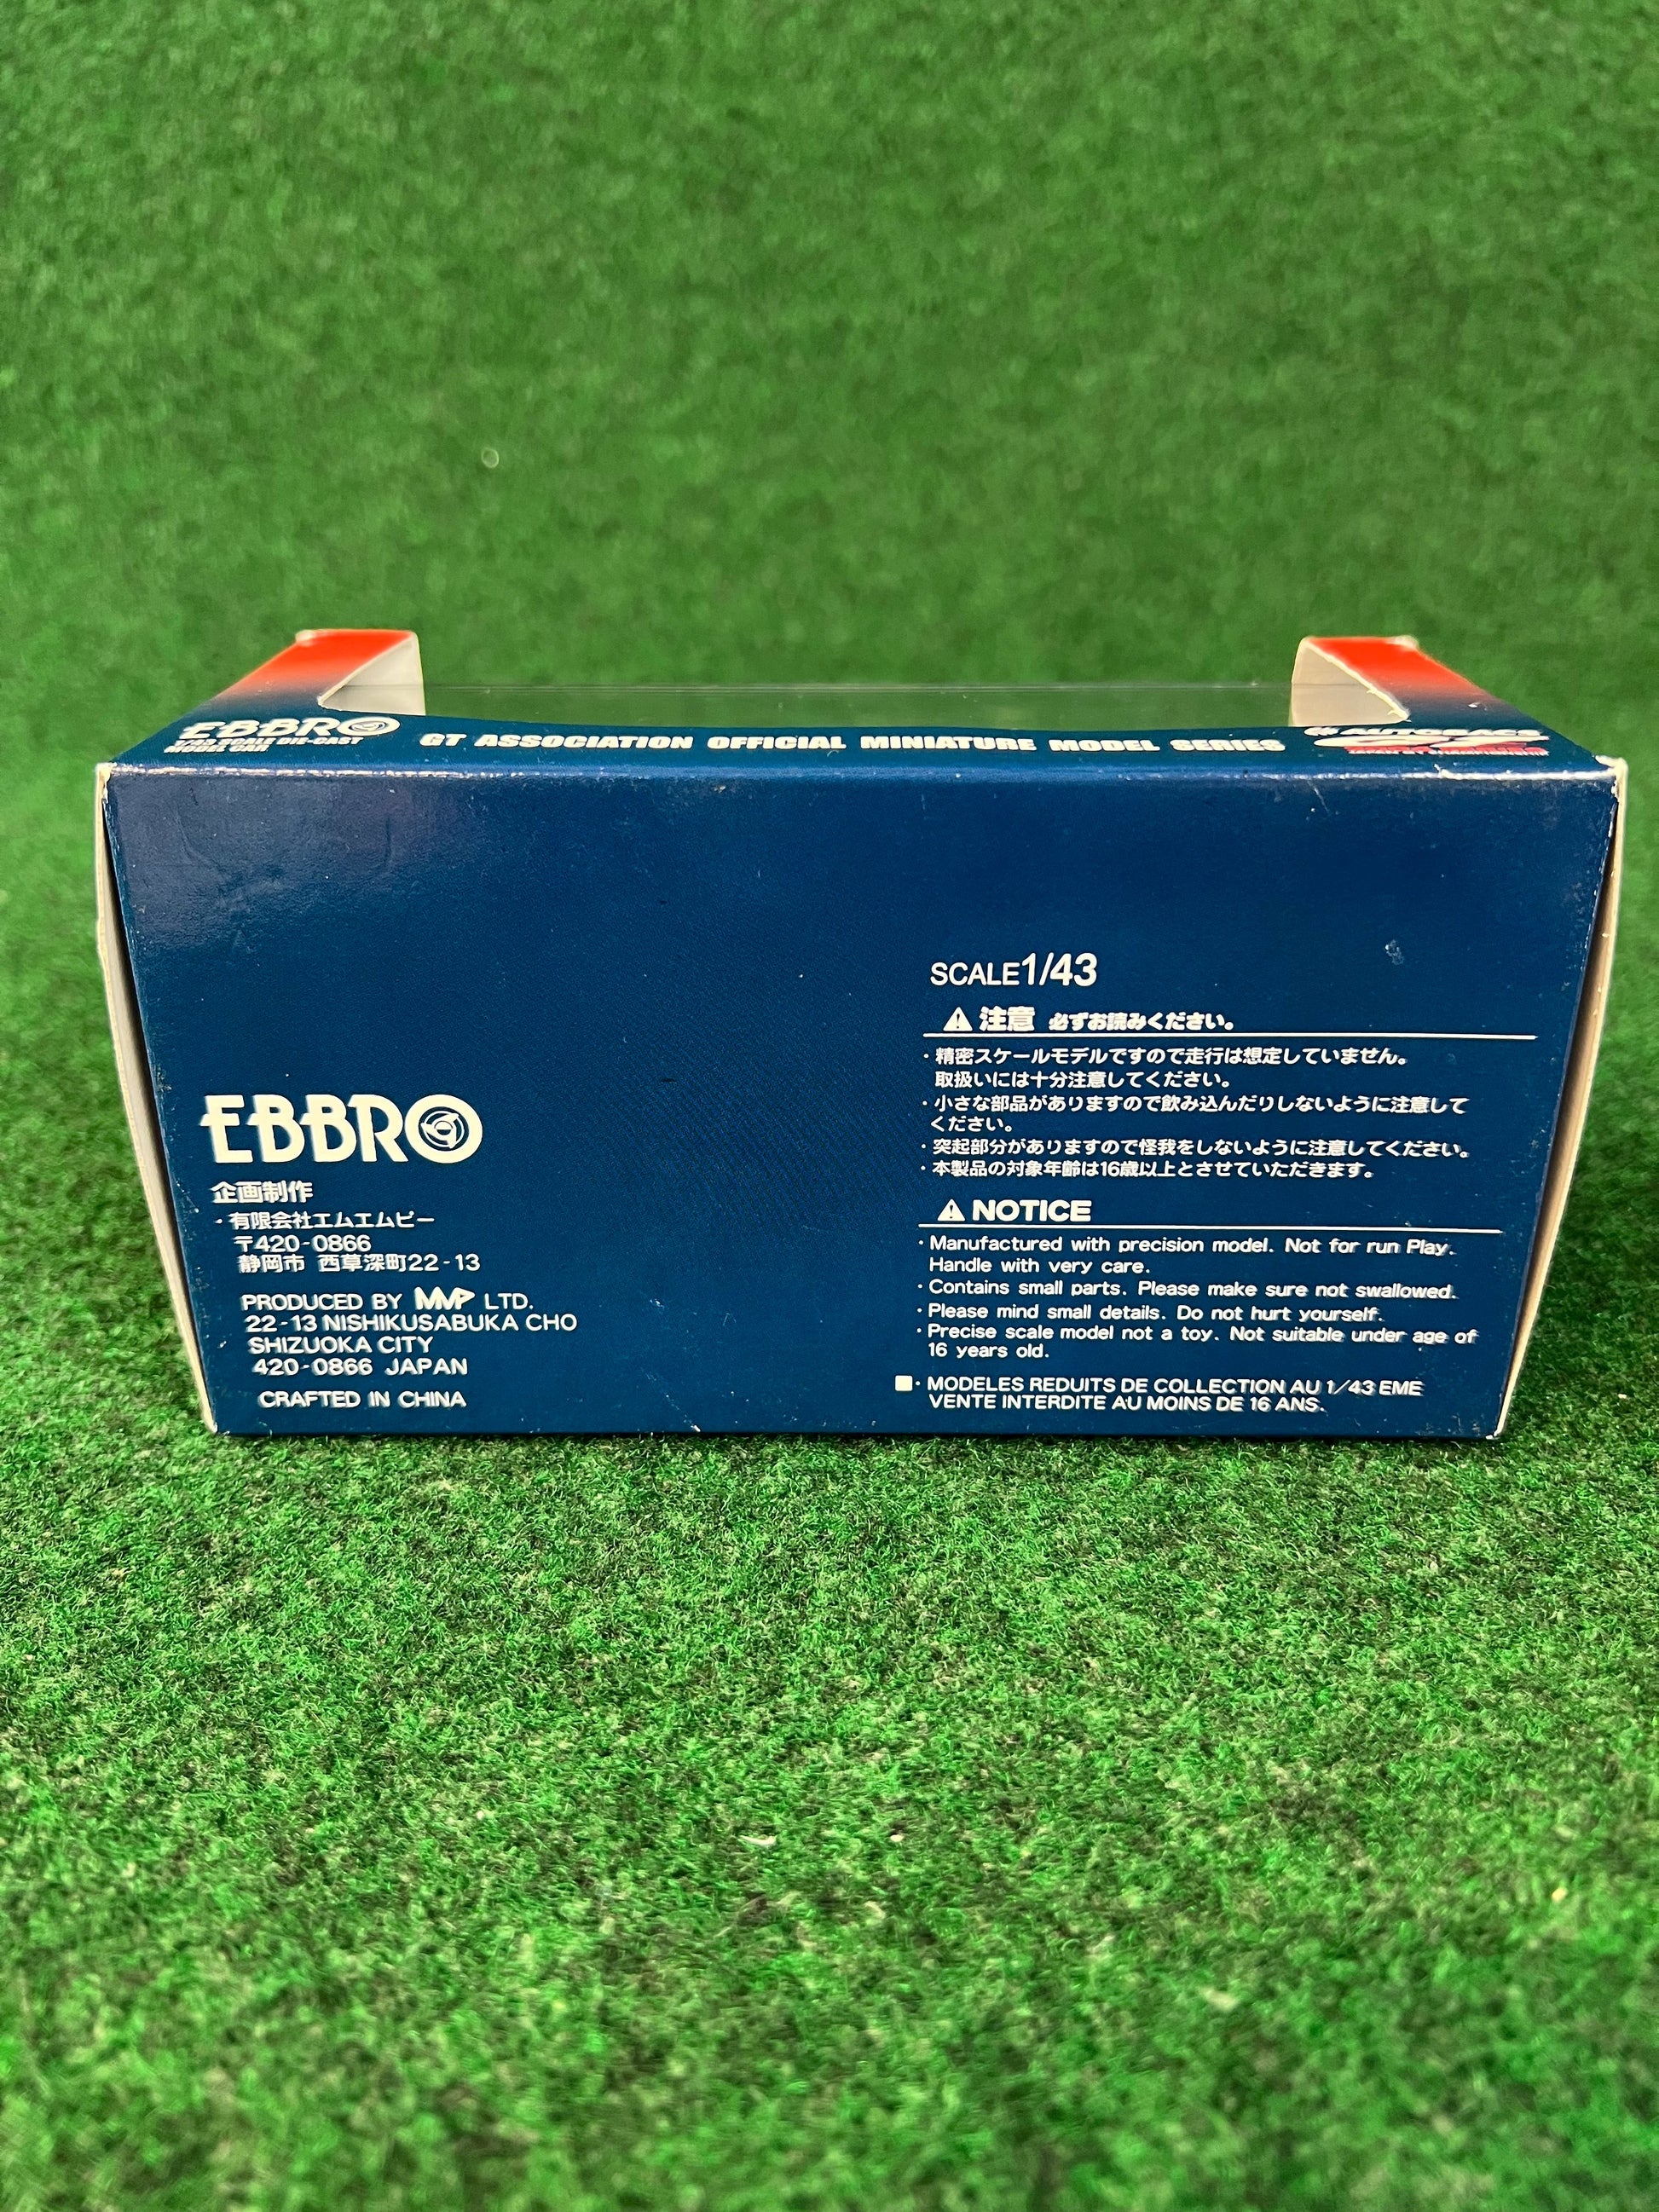 EBBRO
1/43 SCALE DIE-CAST
MODEL CAR
GT ASSOCIATION OFFICIAL MINIATURE MODEL SERIES
SCALE1/43
注意 必ずお読みください。
・精密スケールモデルですので走行は想定していません。
取扱いには十分注意してください。
・小さな部品がありますので飲み込んだりしないように注意して
ください。
・突起部分がありますので怪我をしないように注意してください。
・本製品の対象年齢は16歳以上とさせていただきます。
NOTICE
・Manufactured with precision model. Not for run Play.
Handle with very care.
・Contains small parts. Please make sure not swallowed.
・Please mind small details. Do not hurt yourself.
・Precise scale model not a toy. Not suitable under age of
16 years old.
・MODELES REDUITS DE COLLECTION AU 1/43 EME
VENTE INTERDITE AU MOINS DE 16 ANS.
EBBRO
企画制作
・有限会社エムエムピー
〒420-0866
静岡市 西草深町22-13
PRODUCED BY MMP LTD.
22-13 NISHIKUSABUKA CHO
SHIZUOKA CITY
420-0866 JAPAN
CRAFTED IN CHINA